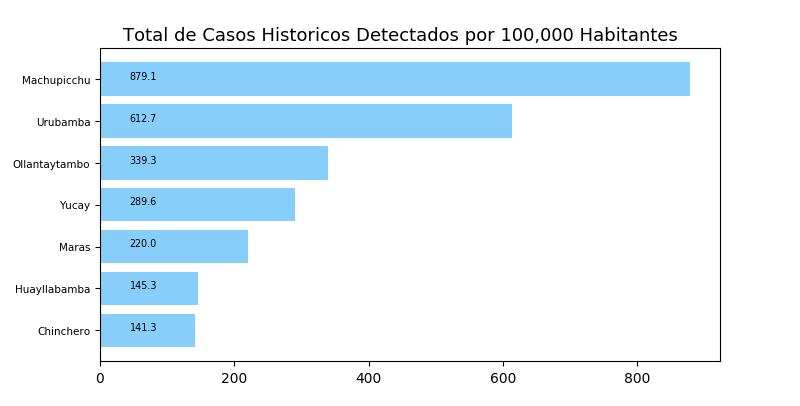 Total de Casos Historicos Detectados por 100,000 Habitantes
Machupicchu 879.1
Urubamba 612.7
Ollantaytambo 339.3
Yucay 289.6
Maras 220.0
Huayllabamba 145.3
Chinchero 141.3
0 200 400 600 800